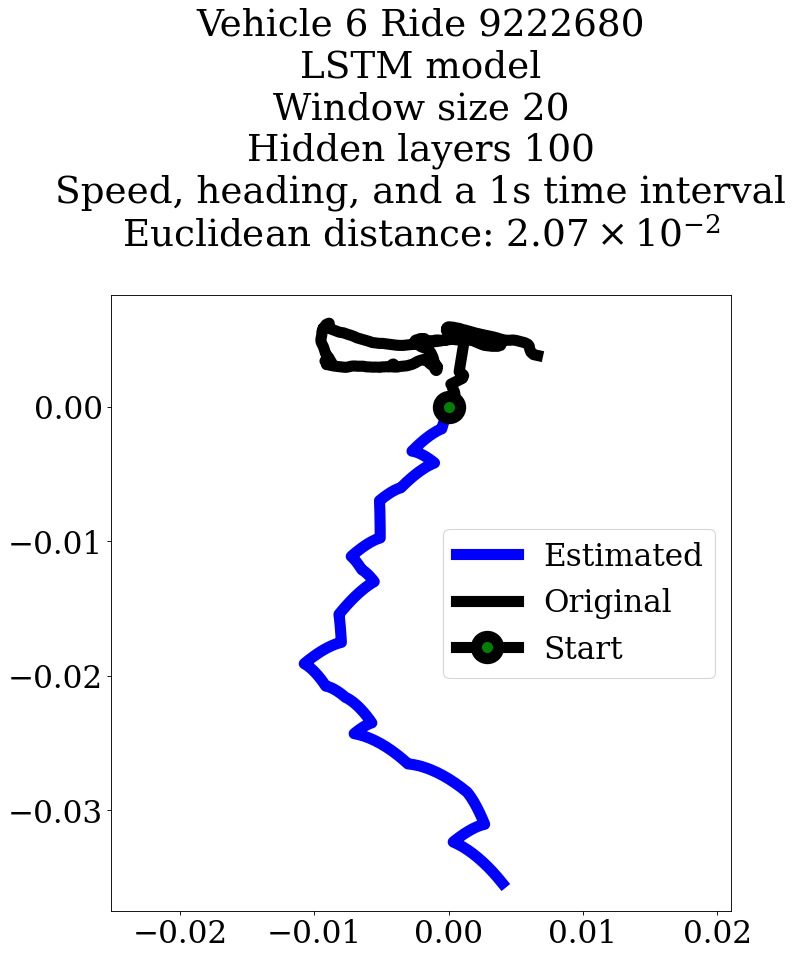 Vehicle 6 Ride 9222680
LSTM model
Window size 20
Hidden layers 100
Speed, heading, and a 1s time interval
Euclidean distance: 2.07 × 10⁻²
0.00
−0.01
−0.02
−0.03
Estimated
Original
Start
−0.02 −0.01 0.00 0.01 0.02